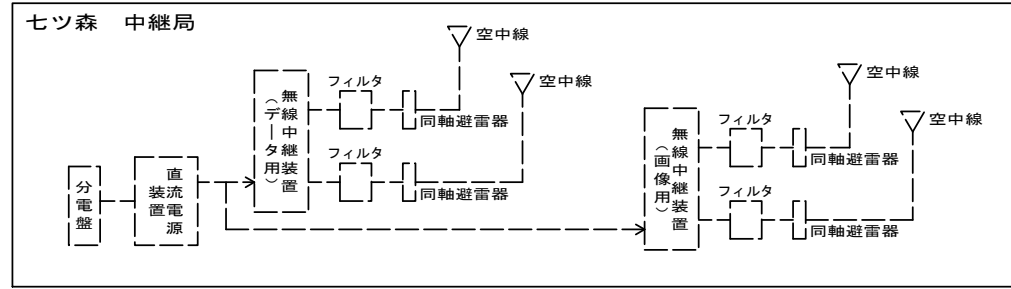 七ツ森　中継局
分電盤
直流電源
装置
無線中継装置
（データ用）
フィルタ
同軸避雷器
空中線
フィルタ
同軸避雷器
空中線
無線中継装置
（画像用）
フィルタ
同軸避雷器
空中線
フィルタ
同軸避雷器
空中線